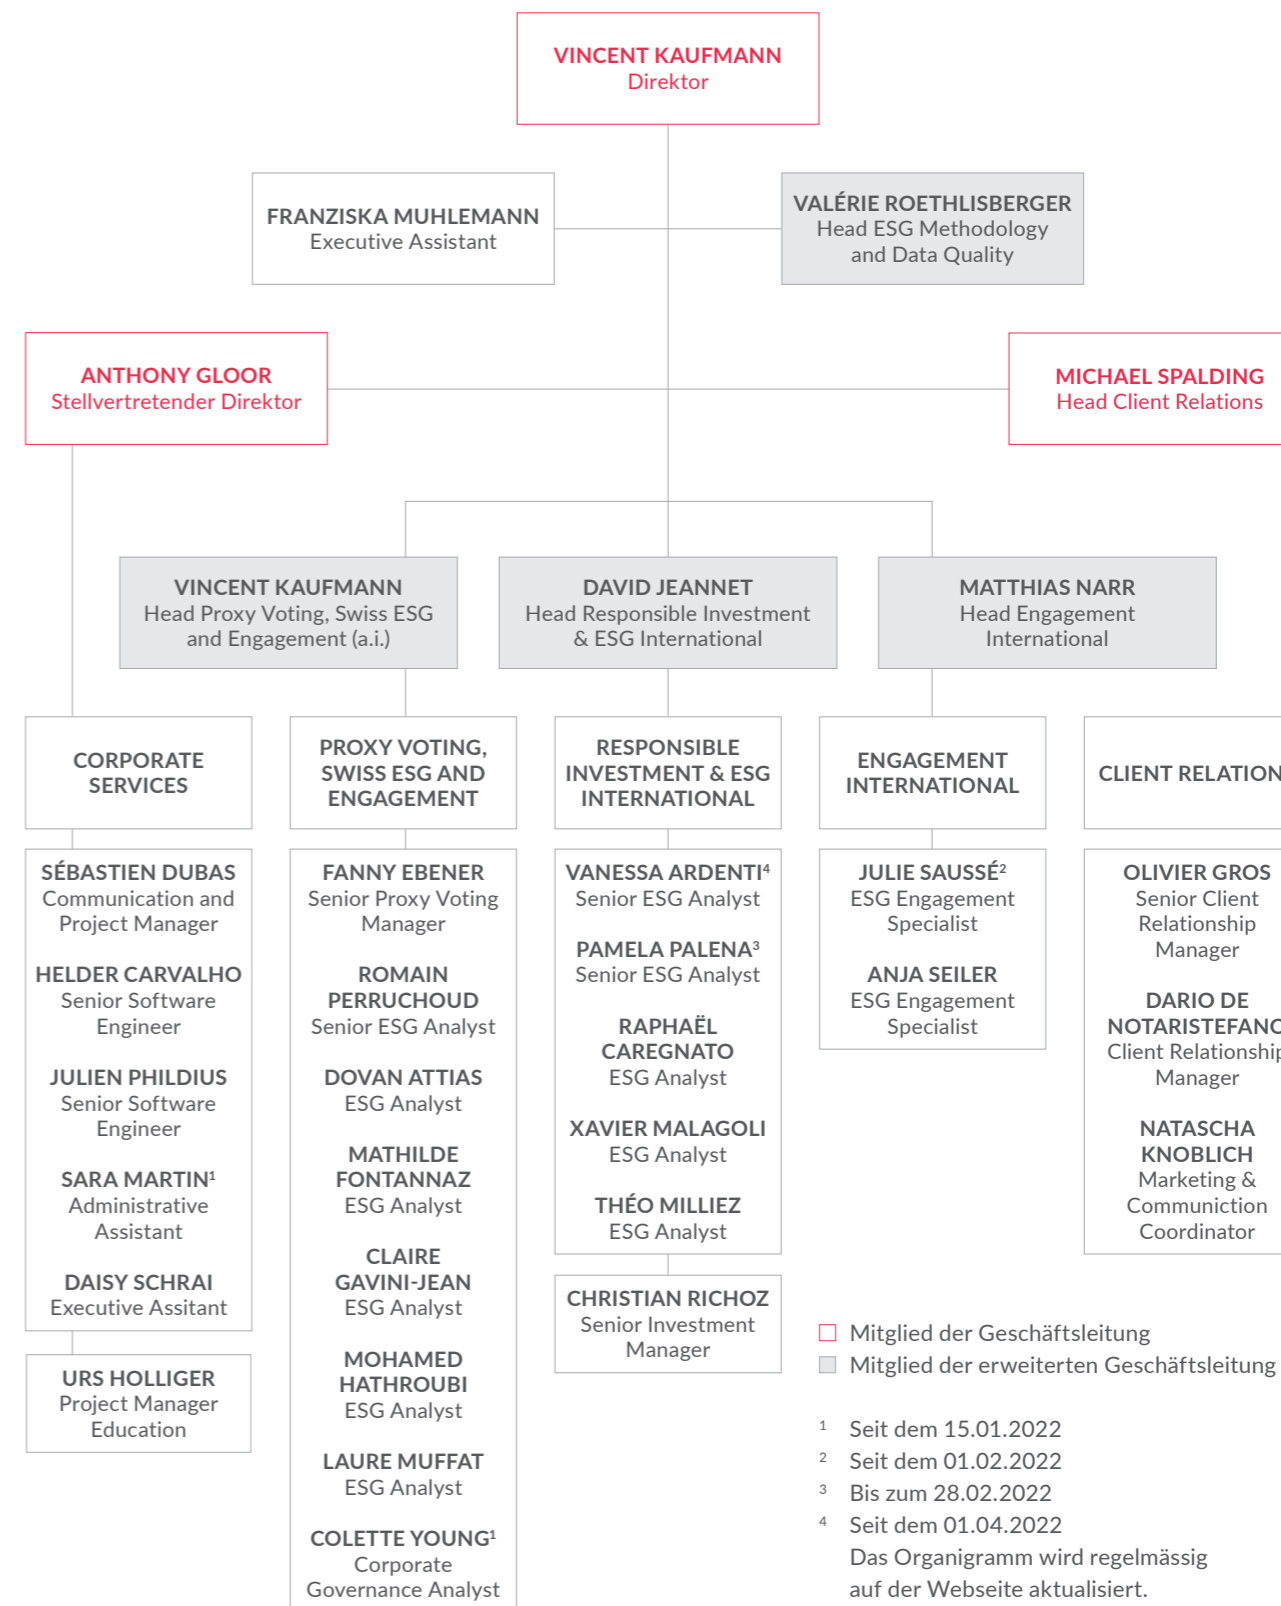 VINCENT KAUFMANN
Direktor
FRANZISKA MUHLEMANN
Executive Assistant
VALÉRIE ROETHLISBERGER
Head ESG Methodology
and Data Quality
ANTHONY GLOOR
Stellvertretender Direktor
MICHAEL SPALDING
Head Client Relations
VINCENT KAUFMANN
Head Proxy Voting, Swiss ESG
and Engagement (a.i.)
DAVID JEANNET
Head Responsible Investment
& ESG International
MATTHIAS NARR
Head Engagement
International
CORPORATE
SERVICES
SÉBASTIEN DUBAS
Communication and
Project Manager
HELDER CARVALHO
Senior Software
Engineer
JULIEN PHILDIUS
Senior Software
Engineer
SARA MARTIN¹
Administrative
Assistant
DAISY SCHRAI
Executive Assitant
URS HOLLIGER
Project Manager
Education
PROXY VOTING,
SWISS ESG AND
ENGAGEMENT
FANNY EBENER
Senior Proxy Voting
Manager
ROMAIN
PERRUCHOUD
Senior ESG Analyst
DOVAN ATTIAS
ESG Analyst
MATHILDE
FONTANNAZ
ESG Analyst
CLAIRE
GAVINI-JEAN
ESG Analyst
MOHAMED
HATHROUBI
ESG Analyst
LAURE MUFFAT
ESG Analyst
COLETTE YOUNG¹
Corporate
Governance Analyst
RESPONSIBLE
INVESTMENT & ESG
INTERNATIONAL
VANESSA ARDENTI⁴
Senior ESG Analyst
PAMELA PALENA³
Senior ESG Analyst
RAPHAËL
CAREGNATO
ESG Analyst
XAVIER MALAGOLI
ESG Analyst
THÉO MILLIEZ
ESG Analyst
CHRISTIAN RICHOZ
Senior Investment
Manager
ENGAGEMENT
INTERNATIONAL
JULIE SAUSSÉ²
ESG Engagement
Specialist
ANJA SEILER
ESG Engagement
Specialist
CLIENT RELATION
OLIVIER GROS
Senior Client
Relationship
Manager
DARIO DE
NOTARISTEFANO
Client Relationship
Manager
NATASCHA
KNOBLICH
Marketing &
Communiction
Coordinator
Mitglied der Geschäftsleitung
Mitglied der erweiterten Geschäftsleitung
¹ Seit dem 15.01.2022
² Seit dem 01.02.2022
³ Bis zum 28.02.2022
⁴ Seit dem 01.04.2022
Das Organigramm wird regelmässig
auf der Webseite aktualisiert.